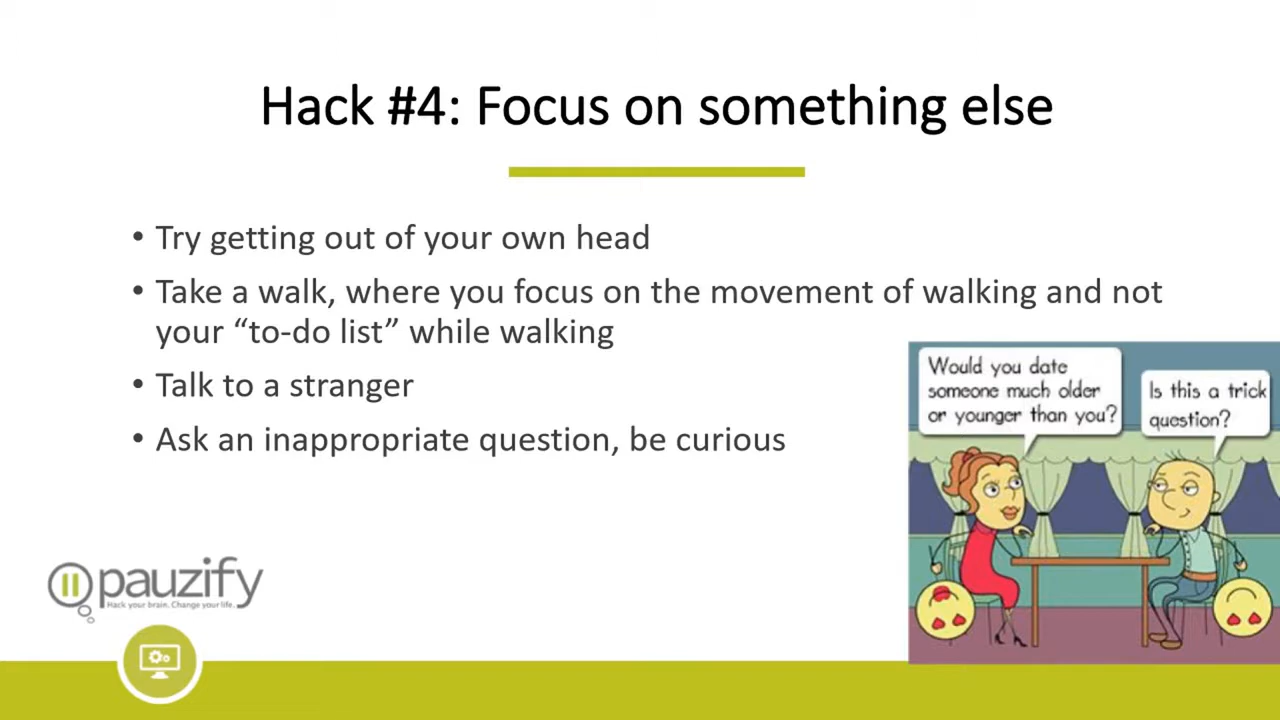 Hack #4: Focus on something else
• Try getting out of your own head
• Take a walk, where you focus on the movement of walking and not
your “to-do list” while walking
• Talk to a stranger
• Ask an inappropriate question, be curious
Would you date
someone much older
or younger than you?
Is this a trick
question?
pauzify
Hack your brain. Change your life.